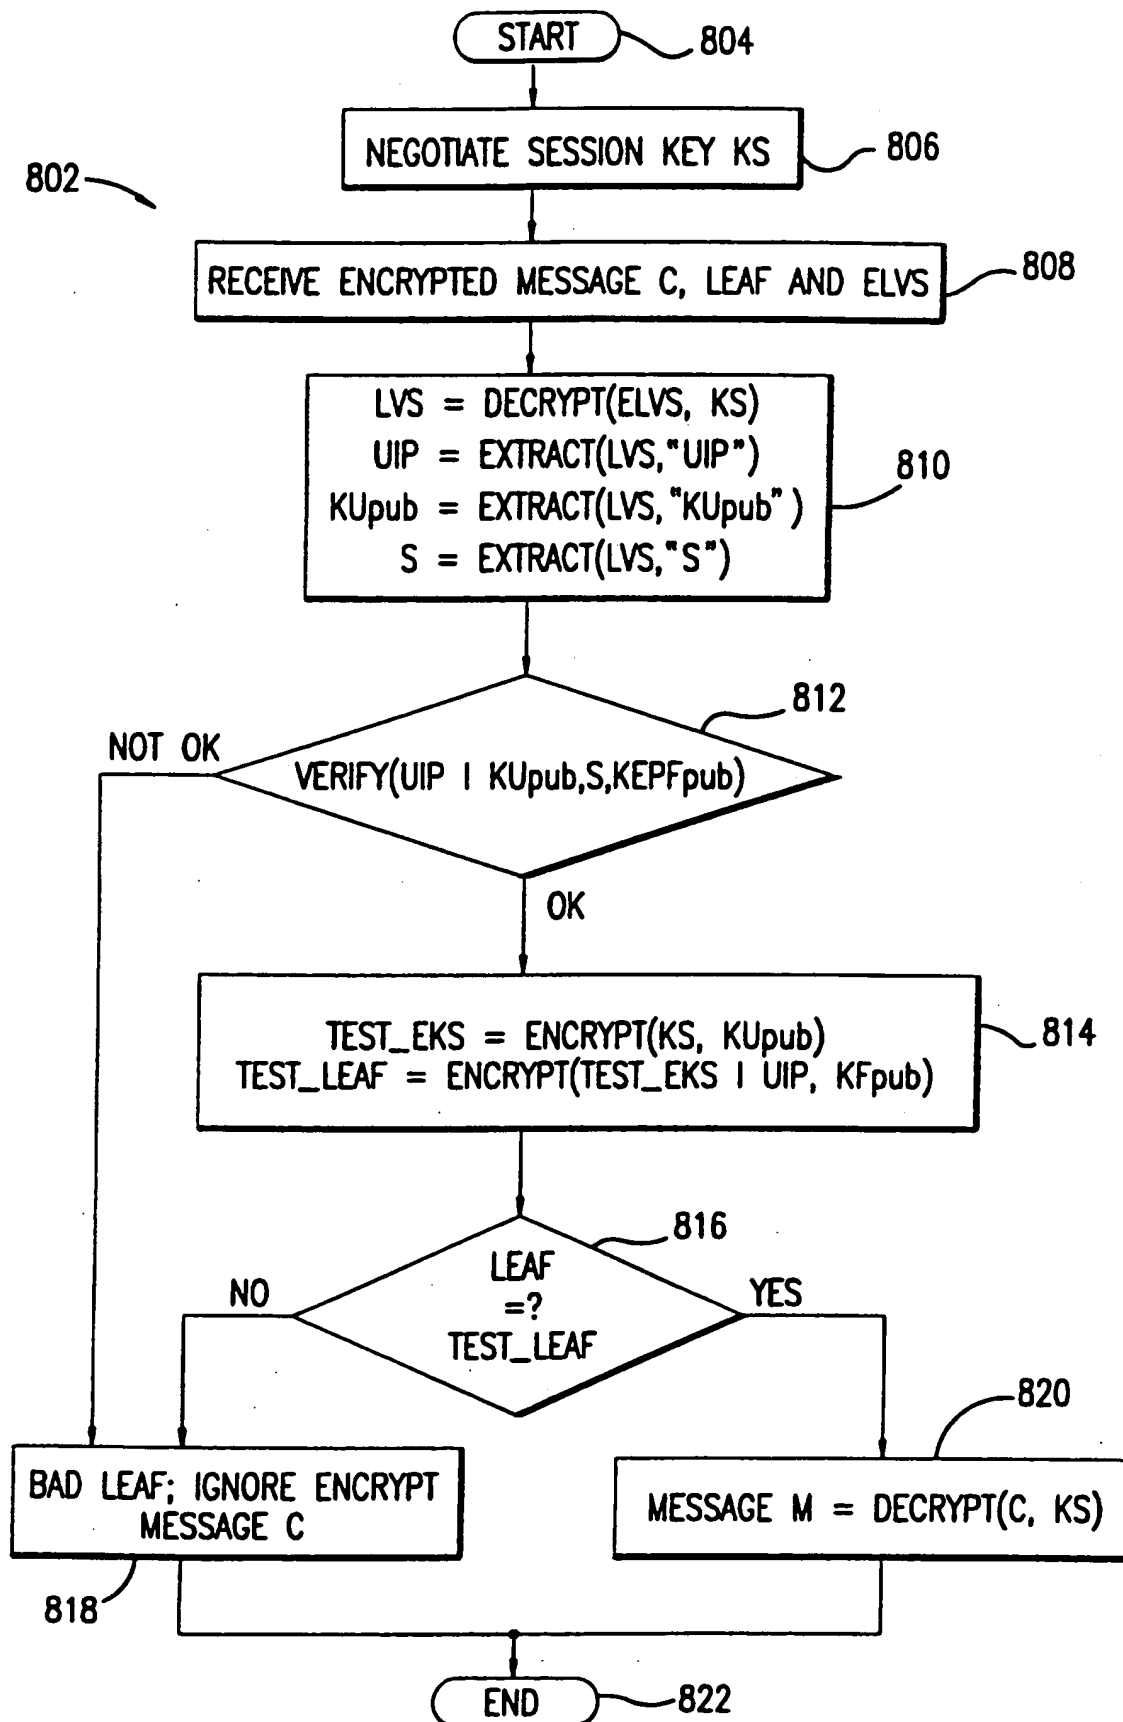 START
804
NEGOTIATE SESSION KEY KS
806
802
RECEIVE ENCRYPTED MESSAGE C, LEAF AND ELVS
808
LVS = DECRYPT(ELVS, KS)
UIP = EXTRACT(LVS,"UIP")
KUpub = EXTRACT(LVS,"KUpub")
S = EXTRACT(LVS,"S")
810
812
NOT OK
VERIFY(UIP | KUpub,S,KEPFpub)
OK
TEST_EKS = ENCRYPT(KS, KUpub)
TEST_LEAF = ENCRYPT(TEST_EKS | UIP, KFpub)
814
816
NO
LEAF
=?
TEST_LEAF
YES
820
BAD LEAF; IGNORE ENCRYPT
MESSAGE C
MESSAGE M = DECRYPT(C, KS)
818
END
822